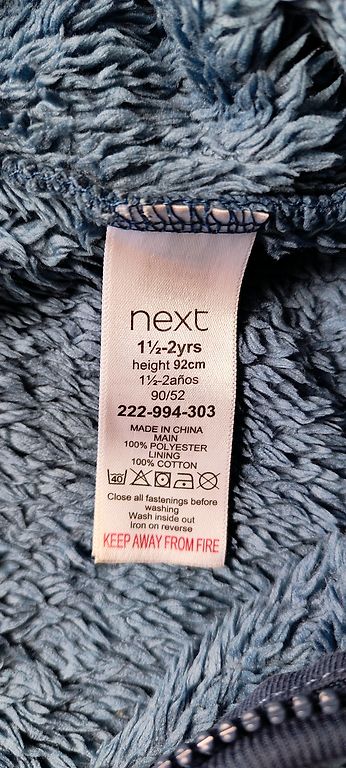 next
1½-2yrs
height 92cm
1½-2años
90/52
222-994-303
MADE IN CHINA
MAIN
100% POLYESTER
LINING
100% COTTON
40
Close all fastenings before
washing
Wash inside out
Iron on reverse
KEEP AWAY FROM FIRE